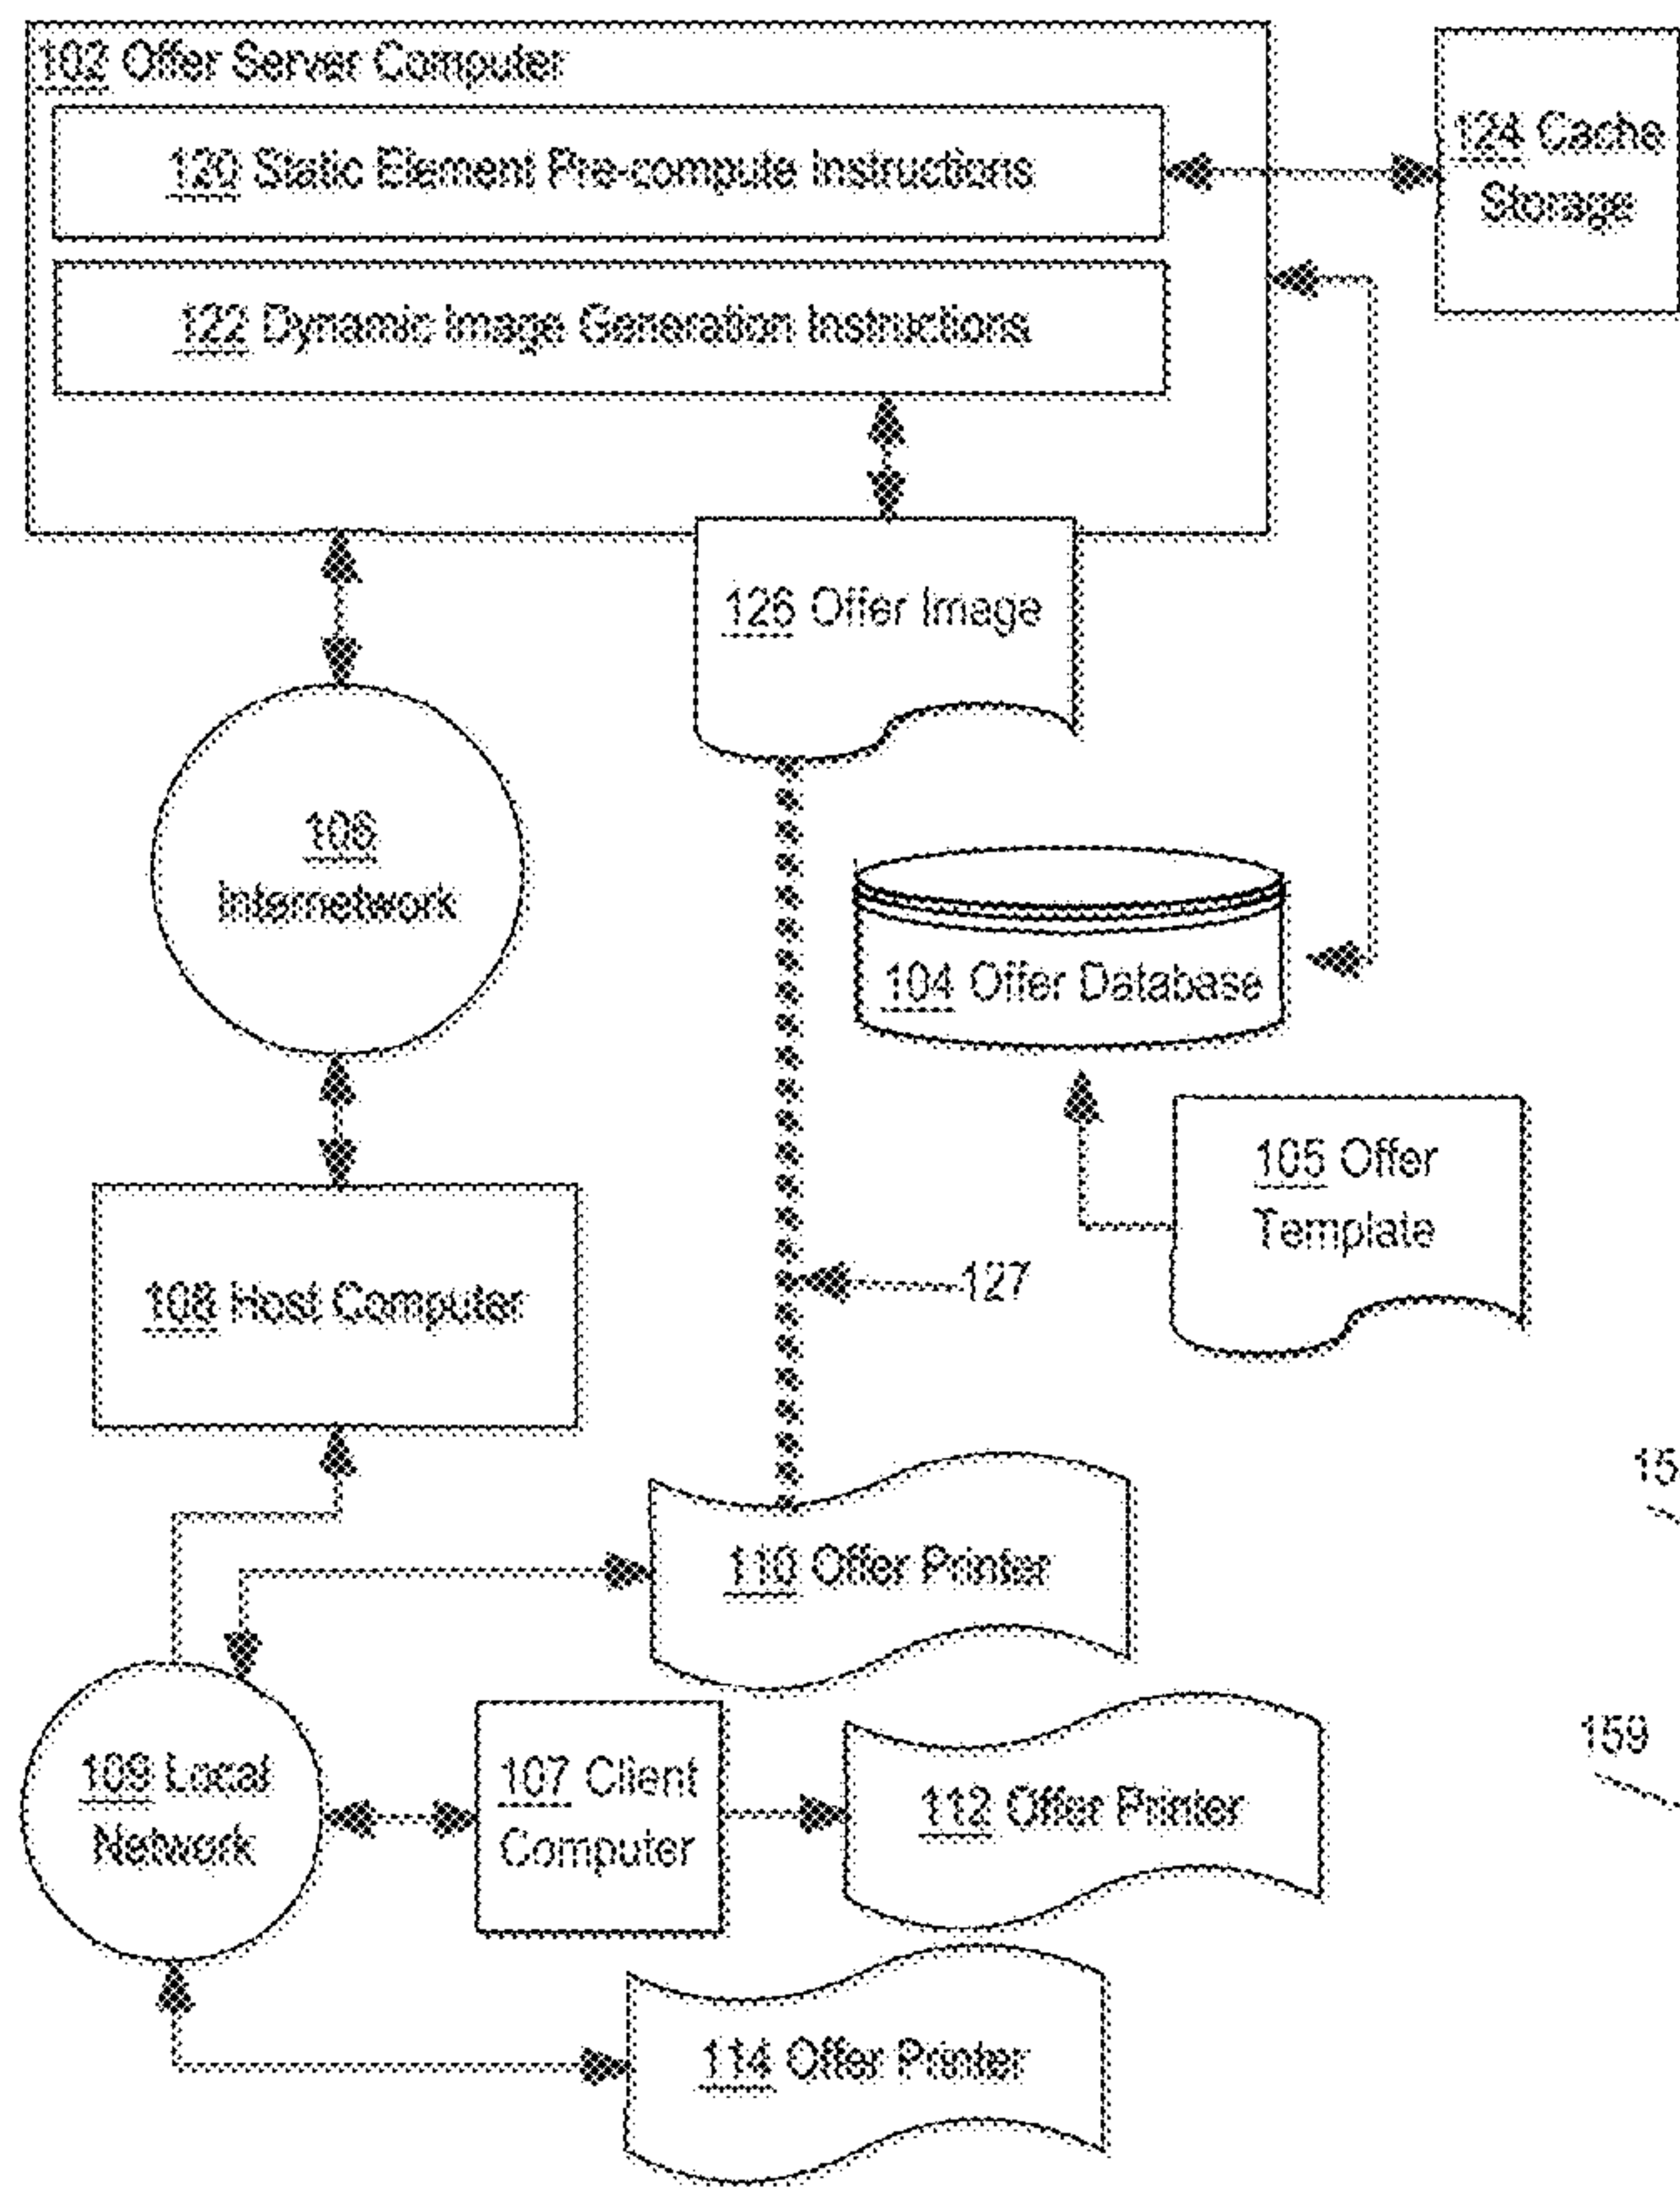 102 Offer Server Computer
120 Static Element Pre-compute Instructions
124 Cache
Storage
122 Dynamic Image Generation Instructions
126 Offer Image
106
Internetwork
104 Offer Database
105 Offer
Template
127
108 Host Computer
15
110 Offer Printer
159
109 Local
Network
107 Client
Computer
112 Offer Printer
114 Offer Printer